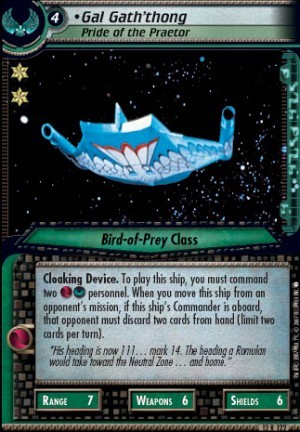 4
•Gal Gath'thong
Pride of the Praetor
Bird-of-Prey Class
Cloaking Device. To play this ship, you must command
two personnel. When you move this ship from an
opponent's mission, if this ship's Commander is aboard,
that opponent must discard two cards from hand (limit two
cards per turn).
"His heading is now 111… mark 14. The heading a Romulan
would take toward the Neutral Zone … and home."
RANGE 7 WEAPONS 6 SHIELDS 6